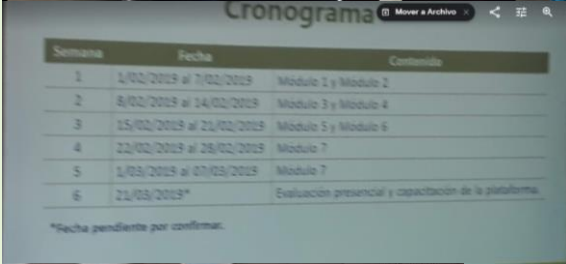 Cronograma
Mover a Archivo
Semana Fecha Contenido
1 1/02/2019 al 7/02/2019 Módulo 1 y Módulo 2
2 8/02/2019 al 14/02/2019 Módulo 3 y Módulo 4
3 15/02/2019 al 21/02/2019 Módulo 5 y Módulo 6
4 22/02/2019 al 28/02/2019 Módulo 7
5 1/03/2019 al 07/03/2019 Módulo 7
6 21/03/2019* Evaluación presencial y capacitación de la plataforma.
*Fecha pendiente por confirmar.